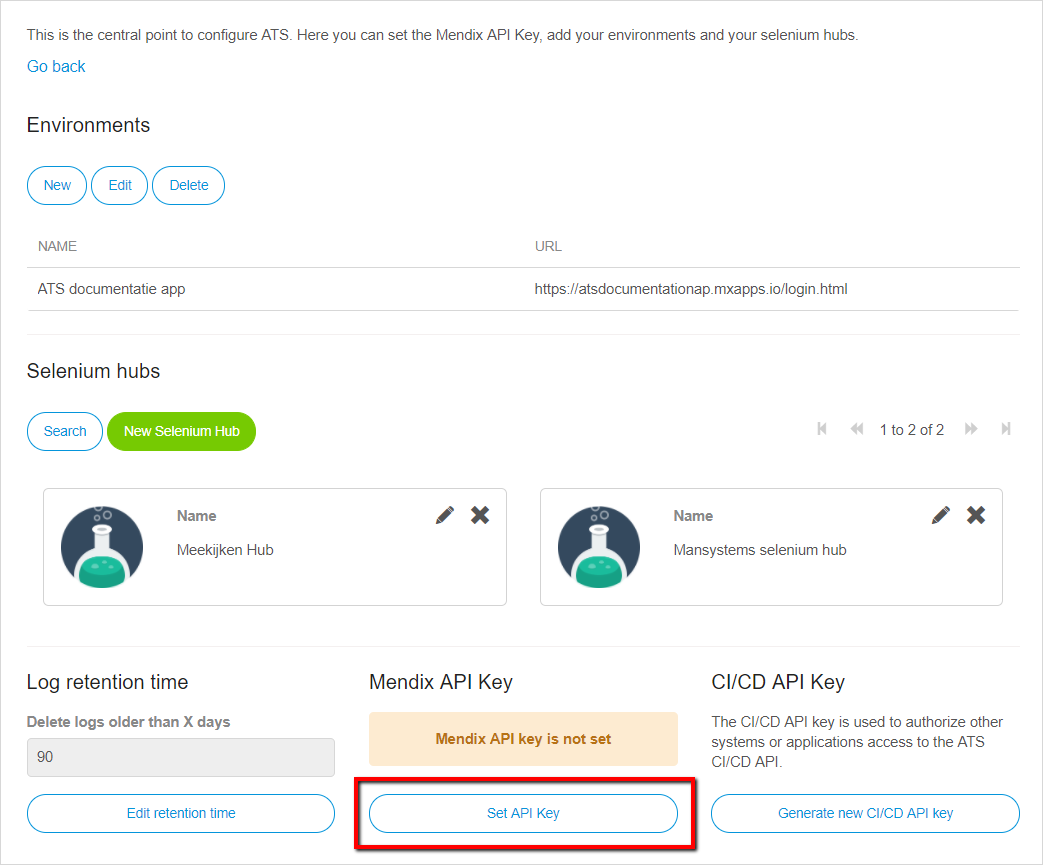 This is the central point to configure ATS. Here you can set the Mendix API Key, add your environments and your selenium hubs.
Go back
Environments
New Edit Delete
NAME URL
ATS documentatie app https://atsdocumentationap.mxapps.io/login.html
Selenium hubs
Search New Selenium Hub 1 to 2 of 2
Name Name
Meekijken Hub Mansystems selenium hub
Log retention time
Delete logs older than X days
90
Edit retention time
Mendix API Key
Mendix API key is not set
Set API Key
CI/CD API Key
The CI/CD API key is used to authorize other
systems or applications access to the ATS
CI/CD API.
Generate new CI/CD API key